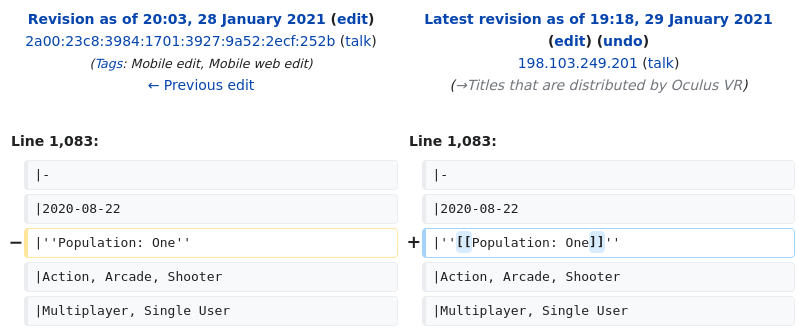 Revision as of 20:03, 28 January 2021 (edit)
2a00:23c8:3984:1701:3927:9a52:2ecf:252b (talk)
(Tags: Mobile edit, Mobile web edit)
← Previous edit
Latest revision as of 19:18, 29 January 2021
(edit) (undo)
198.103.249.201 (talk)
(→Titles that are distributed by Oculus VR)
Line 1,083:
Line 1,083:
|-
|-
|2020-08-22
|2020-08-22
− |''Population: One''
+ |''[[Population: One]]''
|Action, Arcade, Shooter
|Action, Arcade, Shooter
|Multiplayer, Single User
|Multiplayer, Single User